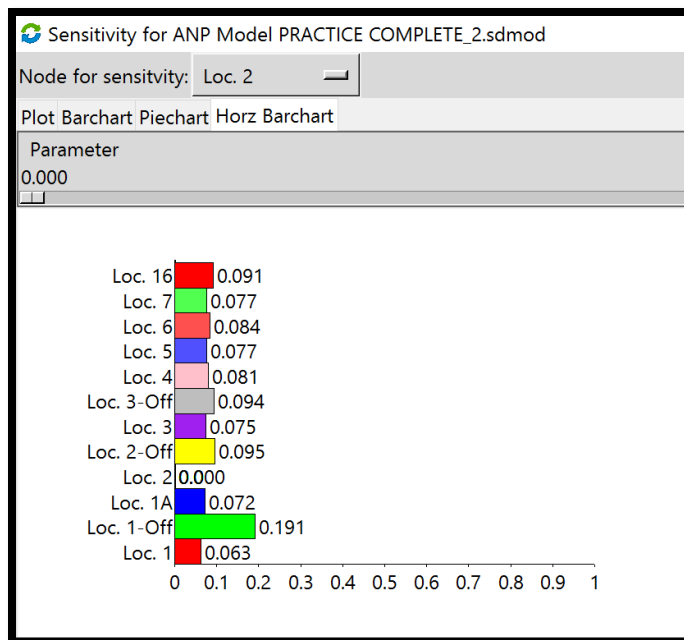 Sensitivity for ANP Model PRACTICE COMPLETE_2.sdmod
Node for sensitvity: Loc. 2
Plot Barchart Piechart Horz Barchart
Parameter
0.000
Loc. 16 0.091
Loc. 7 0.077
Loc. 6 0.084
Loc. 5 0.077
Loc. 4 0.081
Loc. 3-Off 0.094
Loc. 3 0.075
Loc. 2-Off 0.095
Loc. 2 0.000
Loc. 1A 0.072
Loc. 1-Off 0.191
Loc. 1 0.063
0 0.1 0.2 0.3 0.4 0.5 0.6 0.7 0.8 0.9 1